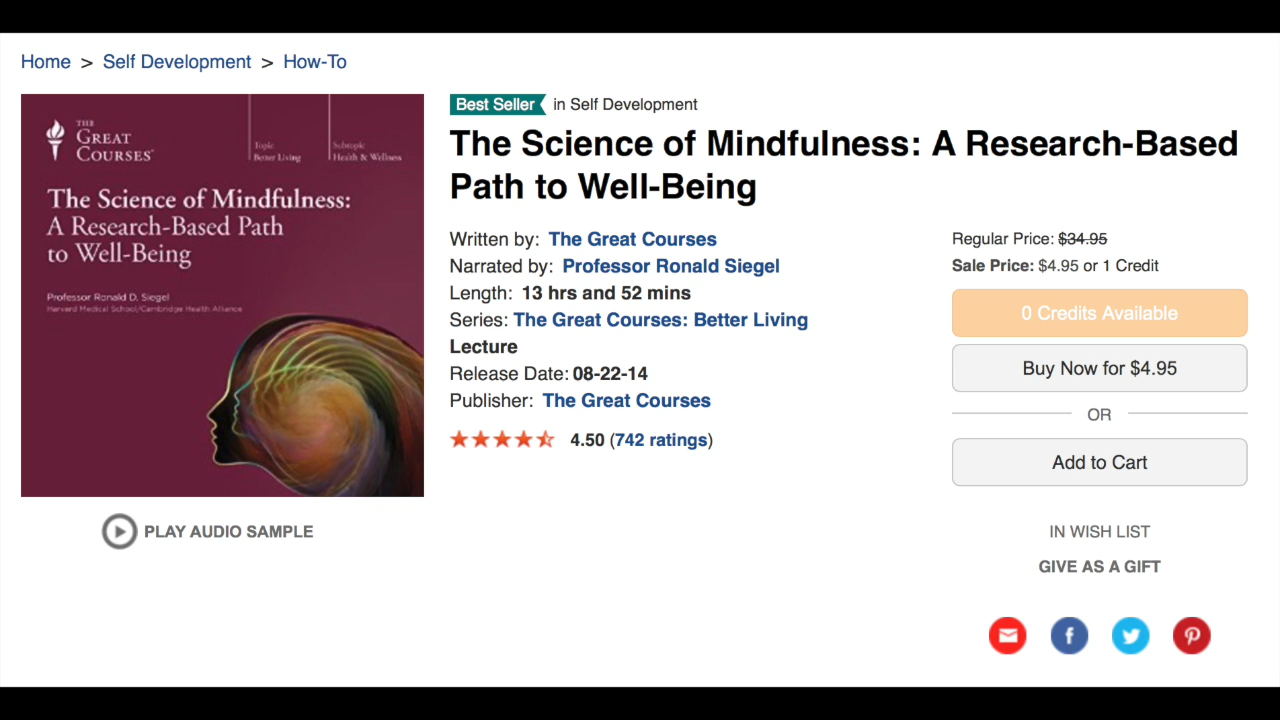 Home > Self Development > How-To
THE
GREAT
COURSES
Topic
Better Living
Subtopic
Health & Wellness
The Science of Mindfulness:
A Research-Based Path
to Well-Being
Professor Ronald D. Siegel
Harvard Medical School/Cambridge Health Alliance
PLAY AUDIO SAMPLE
Best Seller in Self Development
The Science of Mindfulness: A Research-Based
Path to Well-Being
Written by: The Great Courses
Narrated by: Professor Ronald Siegel
Length: 13 hrs and 52 mins
Series: The Great Courses: Better Living
Lecture
Release Date: 08-22-14
Publisher: The Great Courses
4.50 (742 ratings)
Regular Price: $34.95
Sale Price: $4.95 or 1 Credit
0 Credits Available
Buy Now for $4.95
OR
Add to Cart
IN WISH LIST
GIVE AS A GIFT